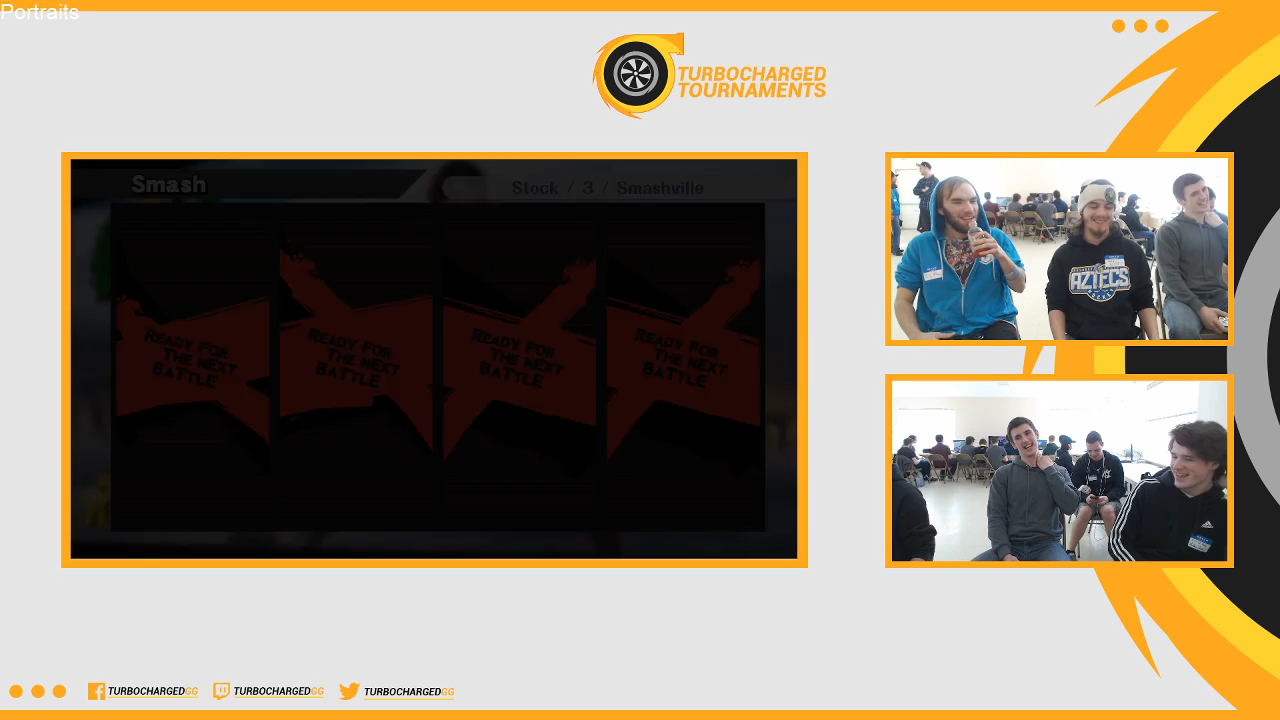 Portraits
TURBOCHARGED
TOURNAMENTS
Smash
Stock / 3 / Smashville
READY FOR
THE NEXT
BATTLE
READY FOR
THE NEXT
BATTLE
READY FOR
THE NEXT
BATTLE
READY FOR
THE NEXT
BATTLE
AZTECS
HELLO
TURBOCHARGEDGG
TURBOCHARGEDGG
TURBOCHARGEDGG